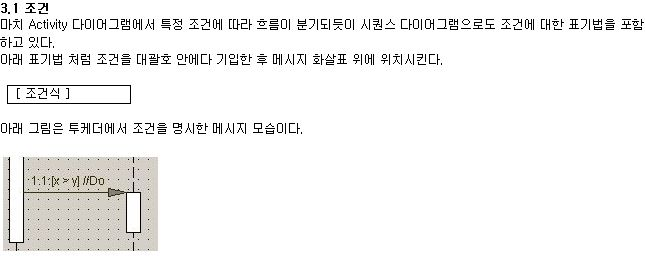 3.1 조건
마치 Activity 다이어그램에서 특정 조건에 따라 흐름이 분기되듯이 시퀀스 다이어그램으로도 조건에 대한 표기법을 포함
하고 있다.
아래 표기법 처럼 조건을 대괄호 안에다 기입한 후 메시지 화살표 위에 위치시킨다.
[ 조건식 ]
아래 그림은 투케더에서 조건을 명시한 메시지 모습이다.
1:1:[x > y] //Do